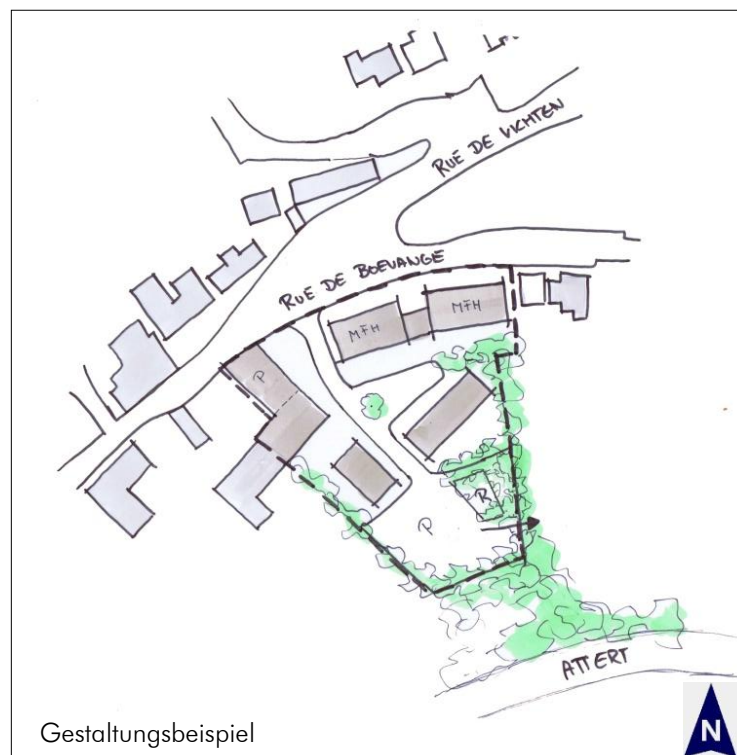 RUE DE VICHTEN
RUE DE BOEVANGE
MFH
MFH
P
R
P
ATTERT
Gestaltungsbeispiel
N